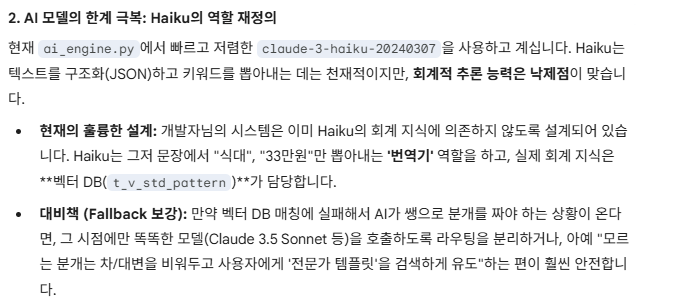 2. AI 모델의 한계 극복: Haiku의 역할 재정의
현재 ai_engine.py 에서 빠르고 저렴한 claude-3-haiku-20240307 을 사용하고 계십니다. Haiku는
텍스트를 구조화(JSON)하고 키워드를 뽑아내는 데는 천재적이지만, 회계적 추론 능력은 낙제점이 맞습니
다.
• 현재의 훌륭한 설계: 개발자님의 시스템은 이미 Haiku의 회계 지식에 의존하지 않도록 설계되어 있습
니다. Haiku는 그저 문장에서 "식대", "33만원"만 뽑아내는 '번역기' 역할을 하고, 실제 회계 지식은
**벡터 DB( t_v_std_pattern )**가 담당합니다.
• 대비책 (Fallback 보강): 만약 벡터 DB 매칭에 실패해서 AI가 쌩으로 분개를 짜야 하는 상황이 온다
면, 그 시점에만 똑똑한 모델(Claude 3.5 Sonnet 등)을 호출하도록 라우팅을 분리하거나, 아예 "모르
는 분개는 차/대변을 비워두고 사용자에게 '전문가 템플릿'을 검색하게 유도"하는 편이 훨씬 안전합니
다.